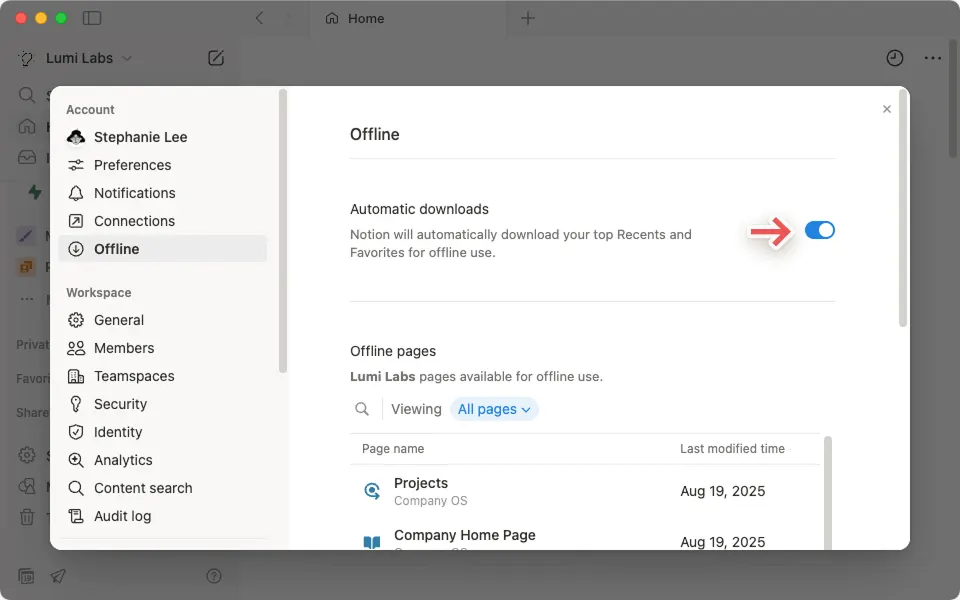 Home
Lumi Labs
Account
Stephanie Lee
Preferences
Notifications
Connections
Offline
Workspace
General
Members
Teamspaces
Security
Identity
Analytics
Content search
Audit log
Offline
Automatic downloads
Notion will automatically download your top Recents and
Favorites for offline use.
Offline pages
Lumi Labs pages available for offline use.
Viewing All pages
Page name Last modified time
Projects
Company OS
Aug 19, 2025
Company Home Page
Aug 19, 2025